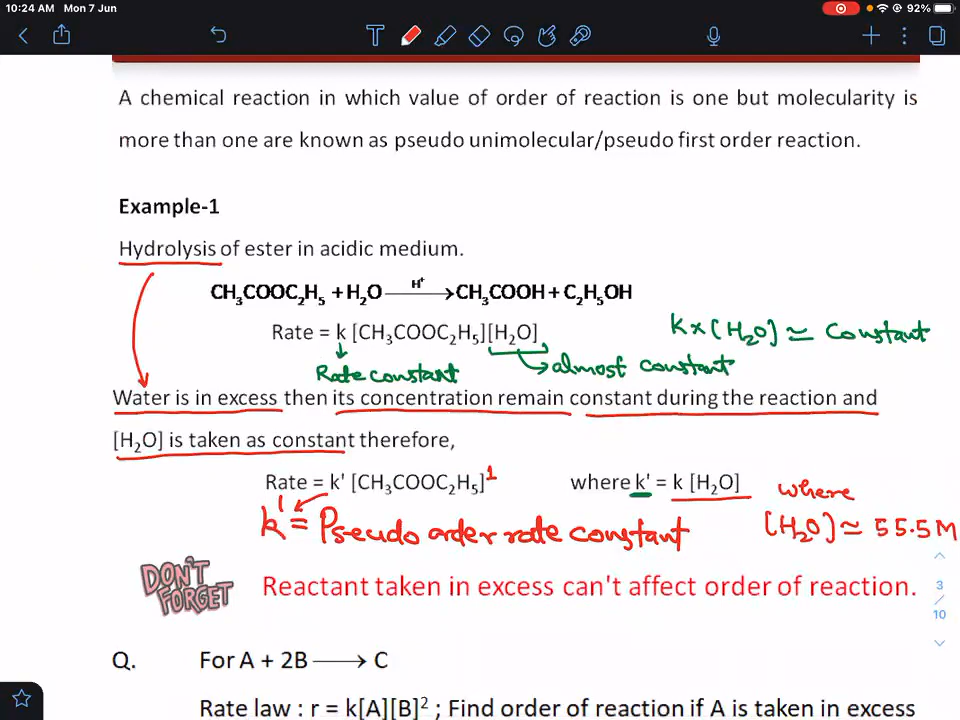 10:24 AM Mon 7 Jun
92%
A chemical reaction in which value of order of reaction is one but molecularity is
more than one are known as pseudo unimolecular/pseudo first order reaction.
Example-1
Hydrolysis of ester in acidic medium.
CH₃COOC₂H₅ + H₂O —H⁺→ CH₃COOH + C₂H₅OH
Rate = k [CH₃COOC₂H₅][H₂O]
K x [H₂O] ≃ Constant
Rate constant
almost constant
Water is in excess then its concentration remain constant during the reaction and
[H₂O] is taken as constant therefore,
Rate = k' [CH₃COOC₂H₅]¹ where k' = k [H₂O]
where
k' = Pseudo order rate constant
[H₂O] ≃ 55.5M
DON'T FORGET
Reactant taken in excess can't affect order of reaction.
3
/
10
Q. For A + 2B ⟶ C
Rate law : r = k[A][B]² ; Find order of reaction if A is taken in excess